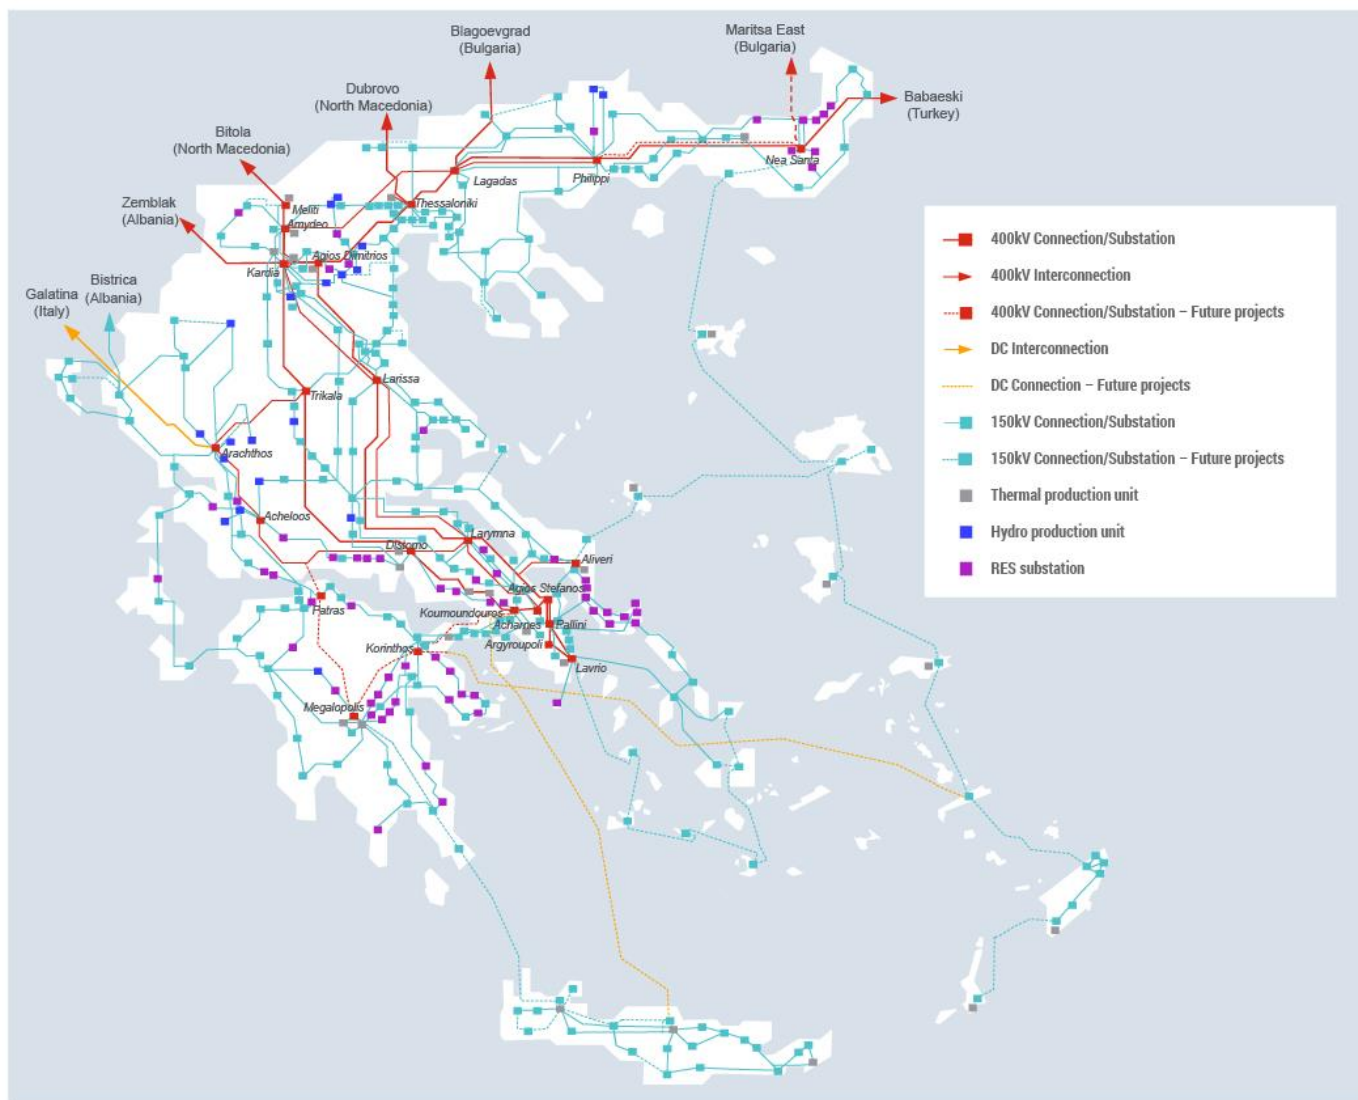 Blagoevgrad
(Bulgaria)
Maritsa East
(Bulgaria)
Dubrovo
(North Macedonia)
Babaeski
(Turkey)
Bitola
(North Macedonia)
Zemblak
(Albania)
Bistrica
(Albania)
Galatina
(Italy)
Nea Santa
Philippi
Lagadas
Thessaloniki
Meliti
Amydeo
Agios Dimitrios
Kardia
Larissa
Trikala
Arachthos
Acheloos
Larymna
Distomo
Aliveri
Agios Stefanos
Koumoundouros
Acharnes
Pallini
Argyroupoli
Lavrio
Patras
Korinthos
Megalopolis
400kV Connection/Substation
400kV Interconnection
400kV Connection/Substation – Future projects
DC Interconnection
DC Connection – Future projects
150kV Connection/Substation
150kV Connection/Substation – Future projects
Thermal production unit
Hydro production unit
RES substation